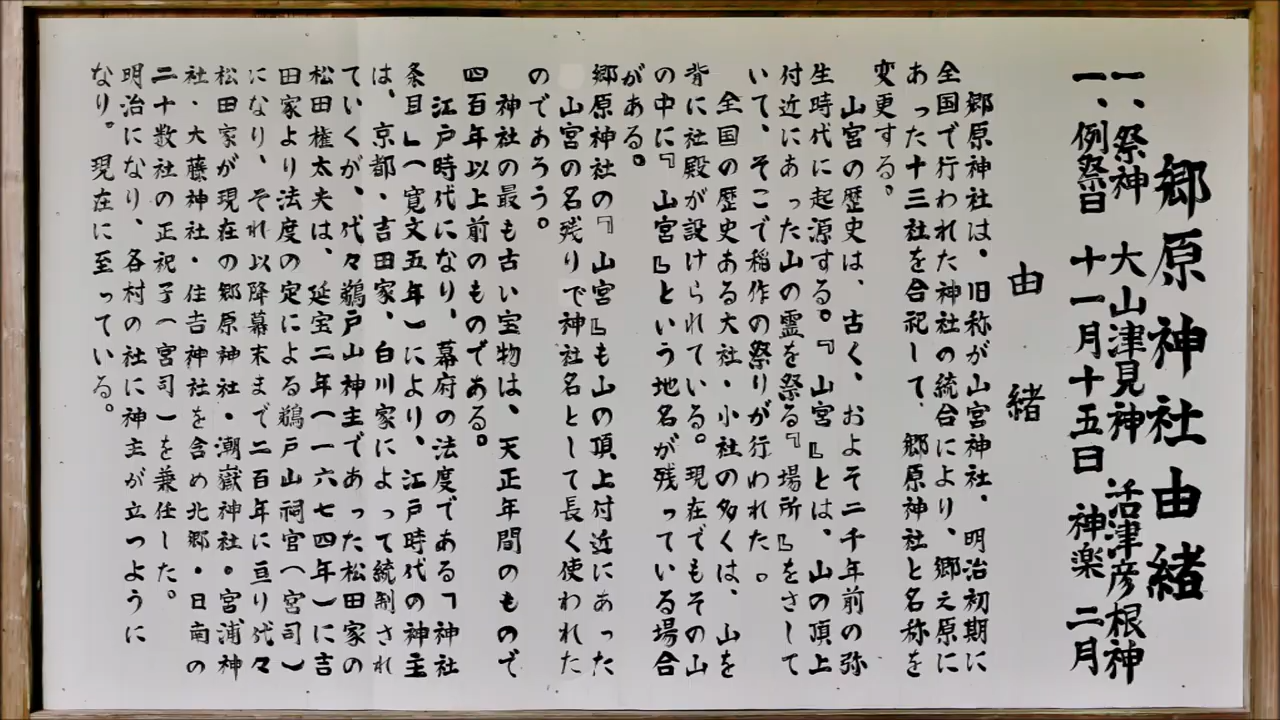 郷原神社由緒
一、祭神 大山津見神 活津彦根神
一、例祭日 十一月十五日 神楽 二月
由緒
郷原神社は、旧称が山宮神社、明治初期に
全国で行われた神社の統合により、郷之原に
あった十三社を合祀して、郷原神社と名称を
変更する。
山宮の歴史は、古く、およそ二千年前の弥
生時代に起源する。『山宮』とは、山の頂上
付近にあった山の霊を祭る『場所』をさして
いて、そこで稲作の祭りが行われた。
全国の歴史ある大社・小社の多くは、山を
背に社殿が設けられている。現在でもその山
の中に『山宮』という地名が残っている場合
がある。
郷原神社の『山宮』も山の頂上付近にあった
山宮の名残りで神社名として長く使われた
のであろう。
神社の最も古い宝物は、天正年間のもので
四百年以上前のものである。
江戸時代になり、幕府の法度である「神社
条目」(寛文五年)により、江戸時代の神主
は、京都・吉田家、白川家によって統制され
ていくが、代々鵜戸山神主であった松田家の
松田権太夫は、延宝二年(一六七四年)に吉
田家より法度の定による鵜戸山祠官(宮司)
になり、それ以降幕末まで二百年に亘り代々
松田家が現在の郷原神社・潮嶽神社・宮浦神
社・大藤神社・住吉神社を含め北郷・日南の
二十数社の正祝子(宮司)を兼任した。
明治になり、各村の社に神主が立つように
なり。現在に至っている。